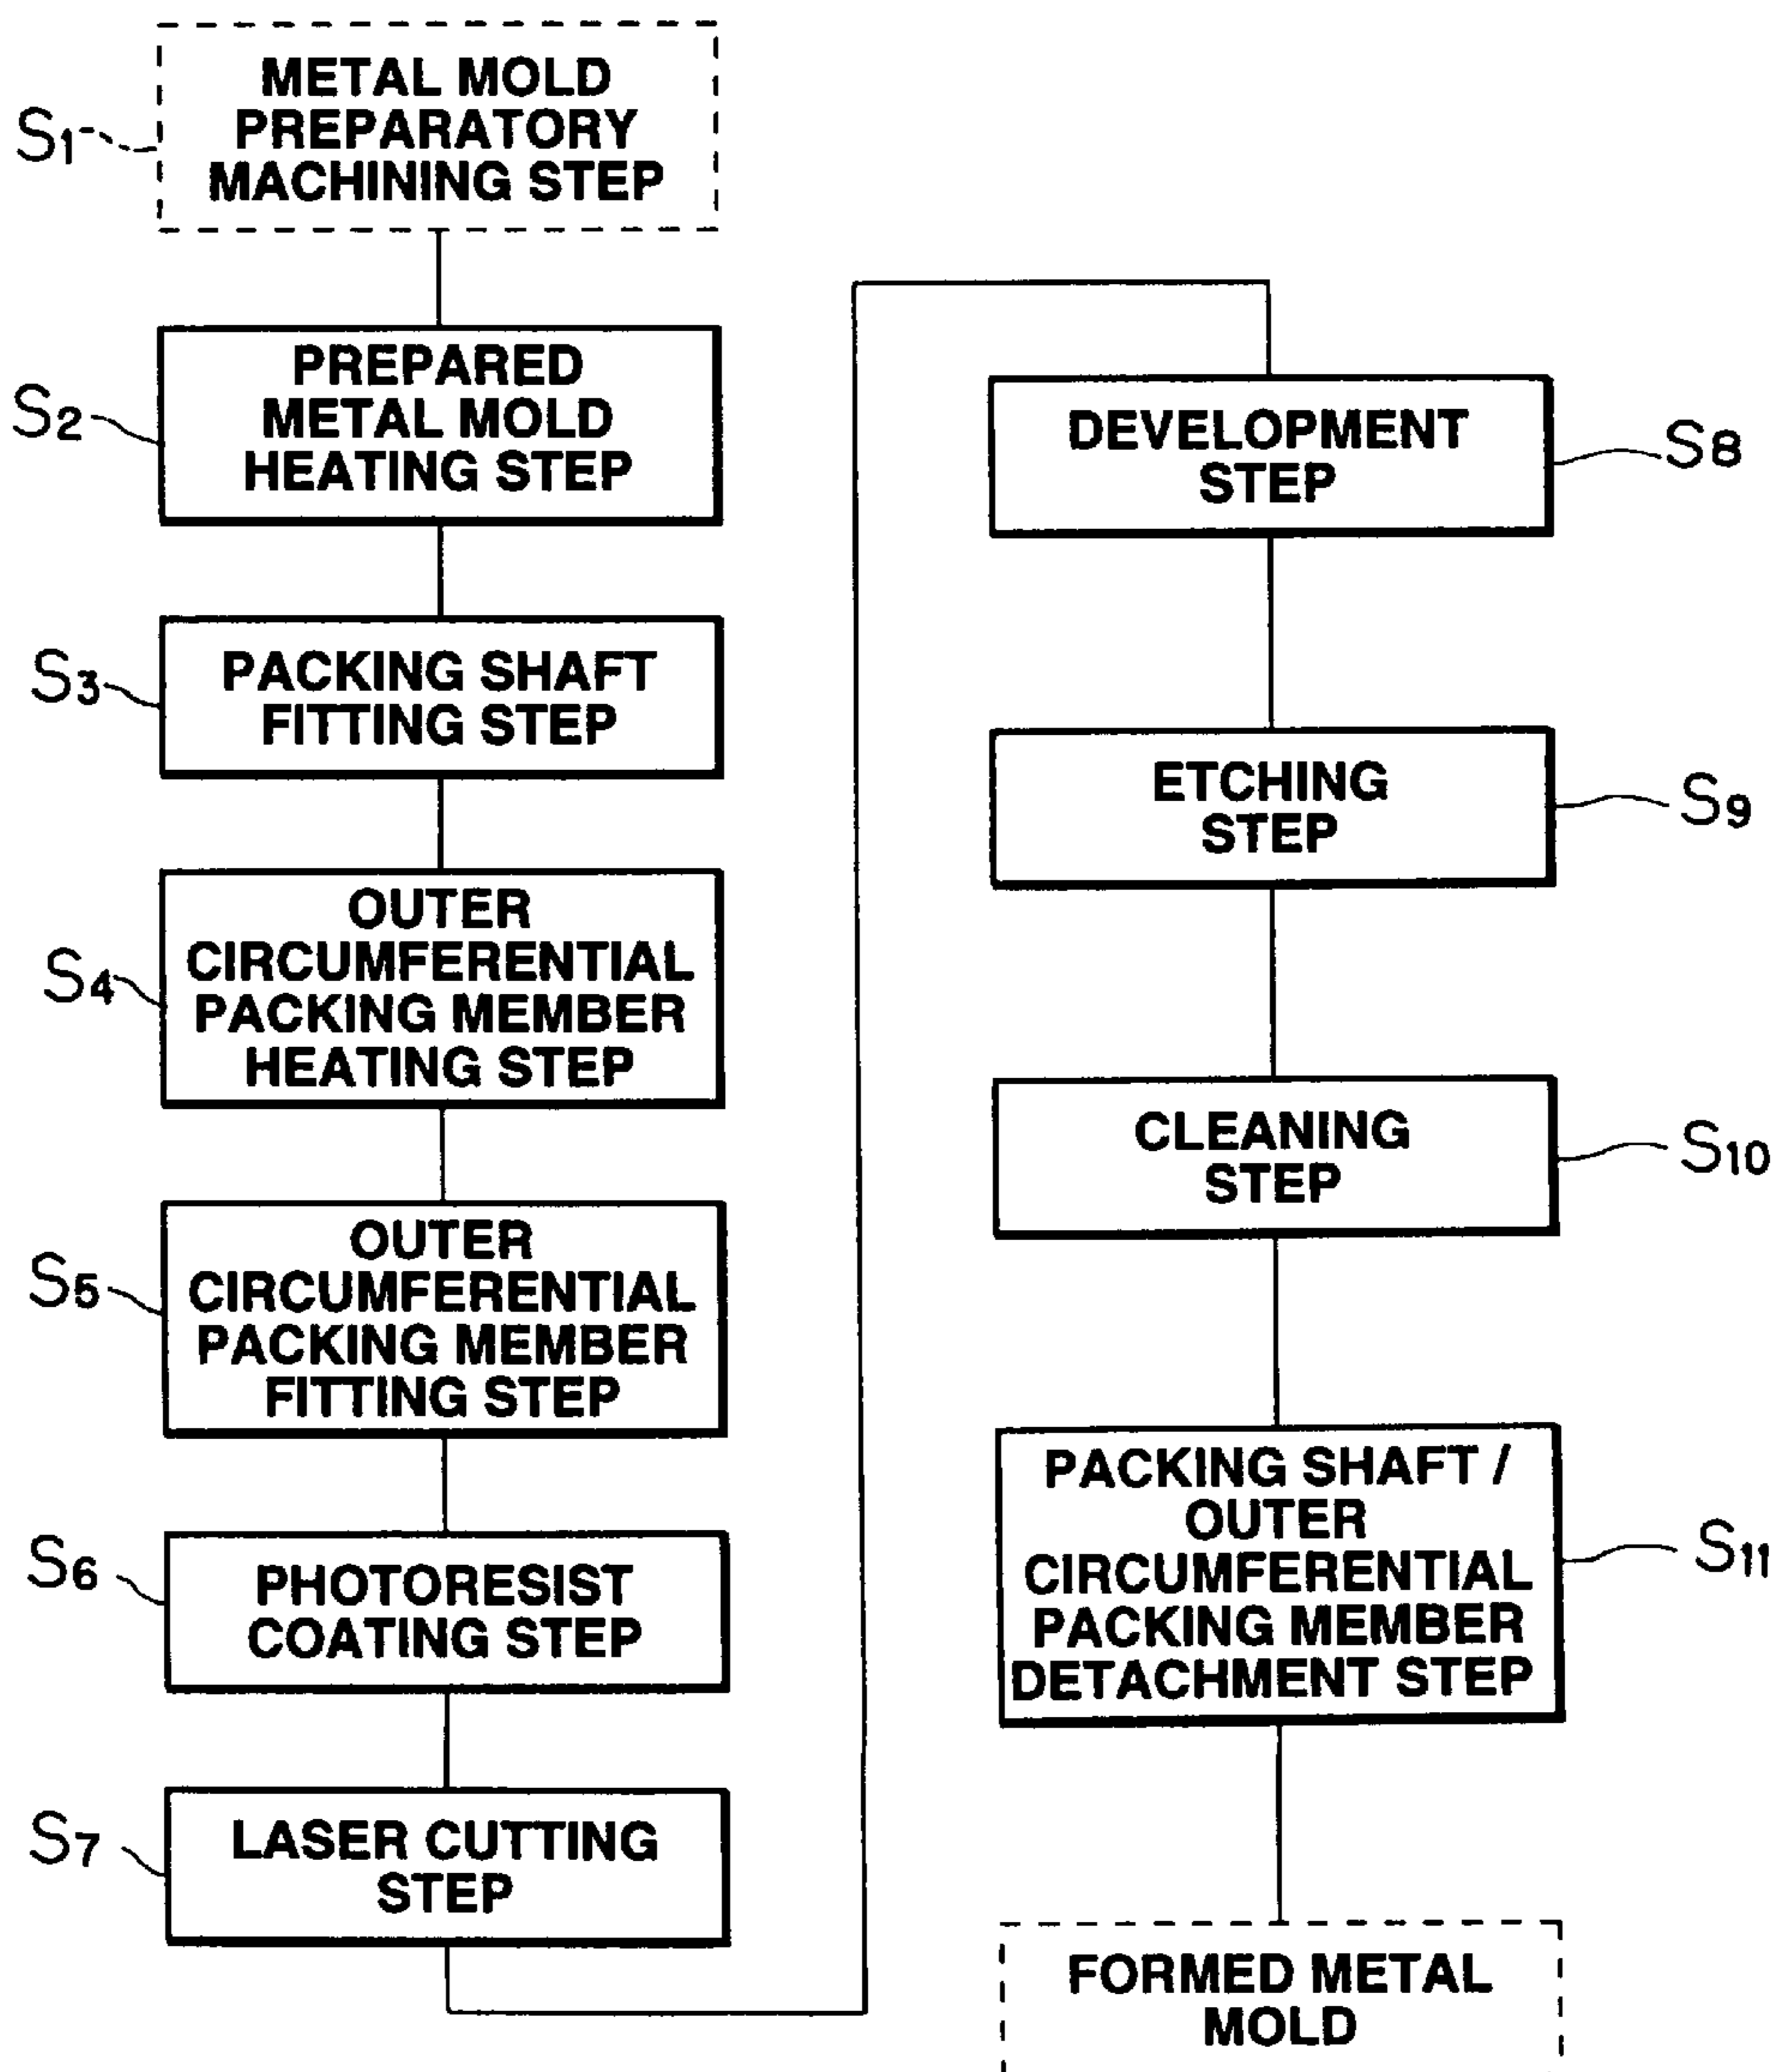 METAL MOLD
PREPARATORY
MACHINING STEP
S1
PREPARED
METAL MOLD
HEATING STEP
S2
PACKING SHAFT
FITTING STEP
S3
OUTER
CIRCUMFERENTIAL
PACKING MEMBER
HEATING STEP
S4
OUTER
CIRCUMFERENTIAL
PACKING MEMBER
FITTING STEP
S5
PHOTORESIST
COATING STEP
S6
LASER CUTTING
STEP
S7
DEVELOPMENT
STEP
S8
ETCHING
STEP
S9
CLEANING
STEP
S10
PACKING SHAFT /
OUTER
CIRCUMFERENTIAL
PACKING MEMBER
DETACHMENT STEP
S11
FORMED METAL
MOLD